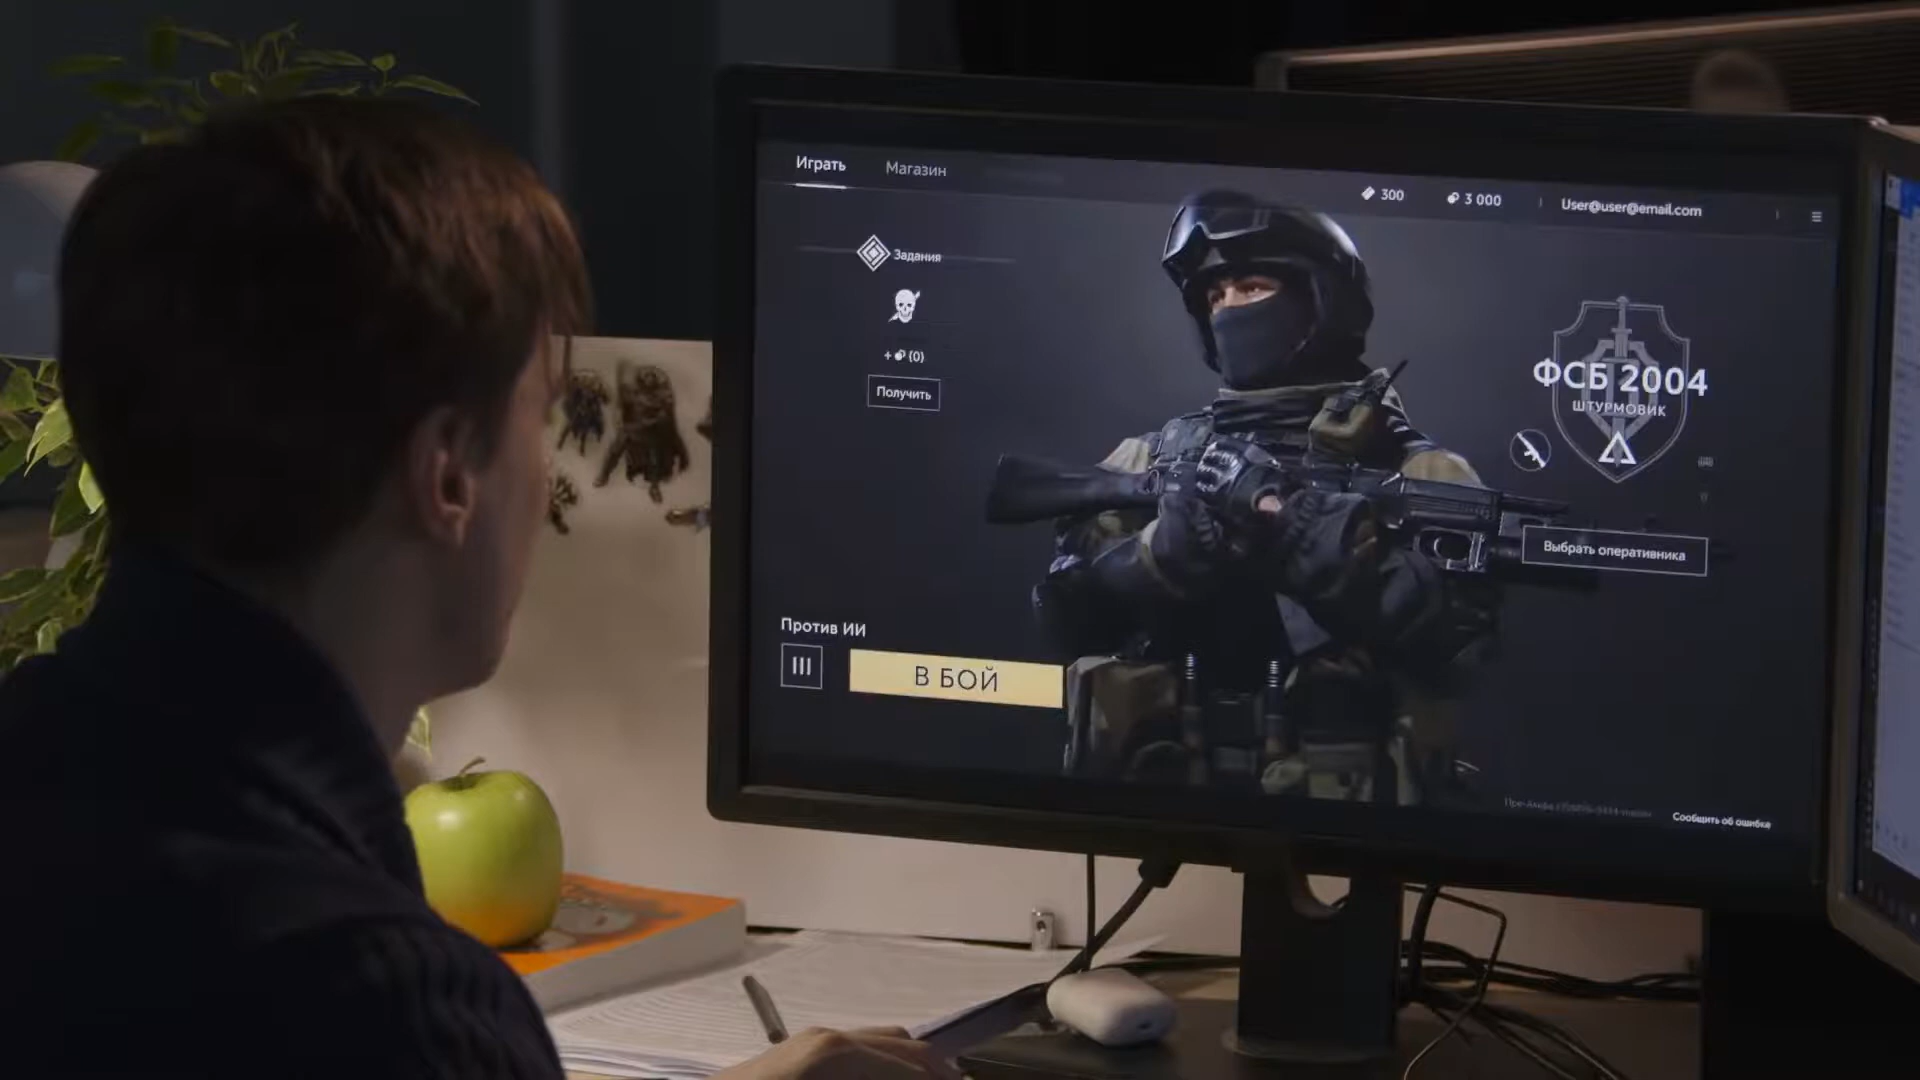 Играть
Магазин
300
3 000
User@user@email.com
Задания
+ (0)
Получить
ФСБ 2004
ШТУРМОВИК
Выбрать оперативника
Против ИИ
В БОЙ
Сообщить об ошибке